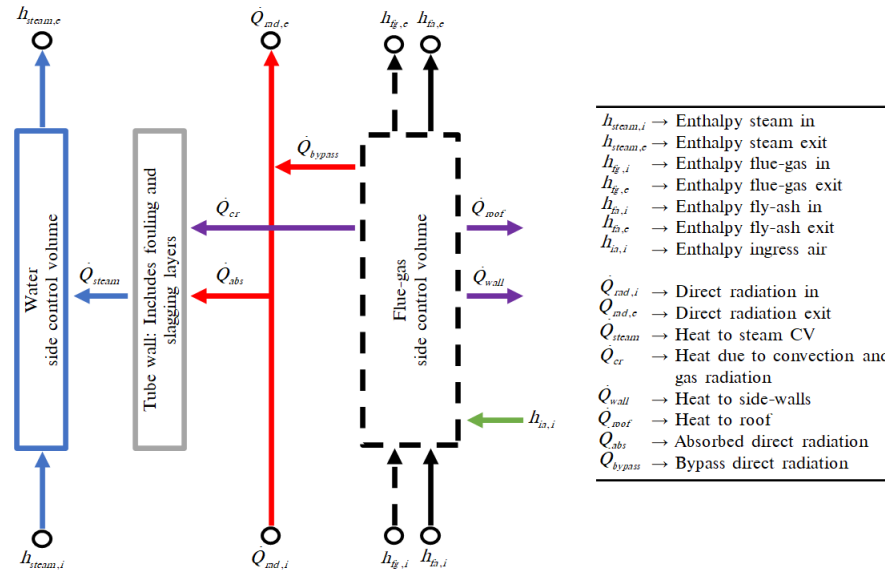 h_steam,e
Q̇_rad,e
h_fg,e
h_fa,e
Q̇_bypass
Q̇_cr
Q̇_roof
Q̇_steam
Q̇_abs
Q̇_wall
Water
side control volume
Tube wall: Includes fouling and
slagging layers
Flue-gas
side control volume
h_ia,i
h_steam,i
Q̇_rad,i
h_fg,i
h_fa,i
h_steam,i → Enthalpy steam in
h_steam,e → Enthalpy steam exit
h_fg,i → Enthalpy flue-gas in
h_fg,e → Enthalpy flue-gas exit
h_fa,i → Enthalpy fly-ash in
h_fa,e → Enthalpy fly-ash exit
h_ia,i → Enthalpy ingress air
Q̇_rad,i → Direct radiation in
Q̇_rad,e → Direct radiation exit
Q̇_steam → Heat to steam CV
Q̇_cr → Heat due to convection and
gas radiation
Q̇_wall → Heat to side-walls
Q̇_roof → Heat to roof
Q̇_abs → Absorbed direct radiation
Q̇_bypass → Bypass direct radiation